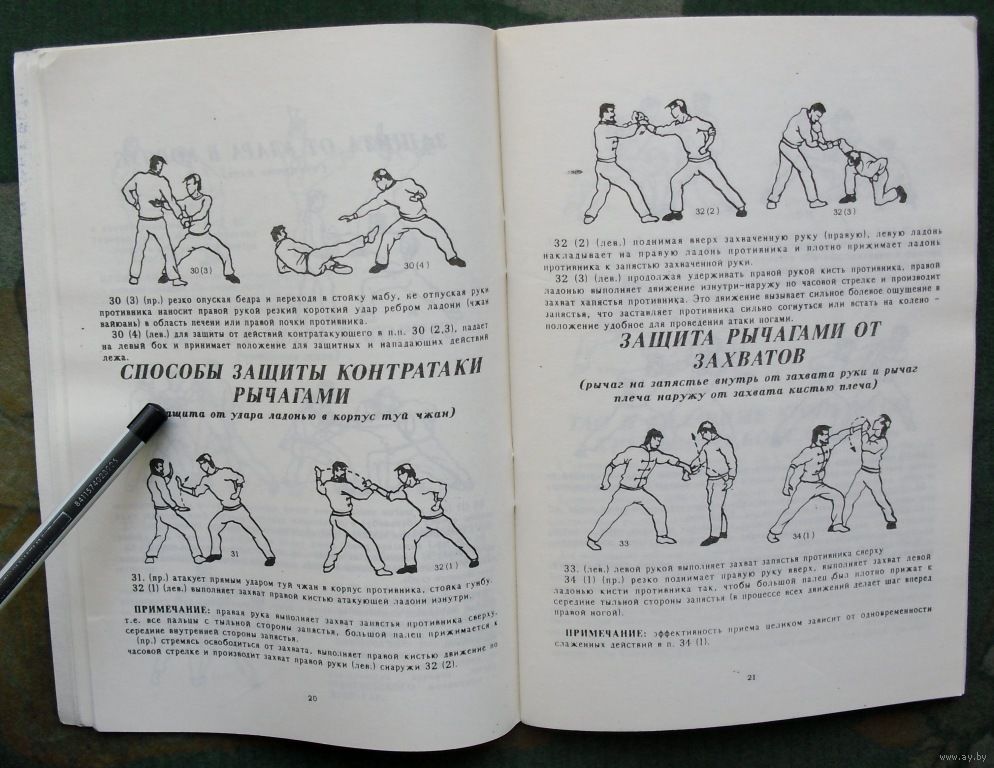 30 (3)
30 (4)
30 (3) (пр.) резко опуская бедра и переходя в стойку мабу, не отпуская руки
противника наносит правой рукой резкий короткий удар ребром ладони (чжан
вайюань) в область печени или правой почки противника.
30 (4) (лев.) для защиты от действий контратакующего в п.п. 30 (2,3), падает
на левый бок и принимает положение для защитных и нападающих действий
лежа.
СПОСОБЫ ЗАЩИТЫ КОНТРАТАКИ
РЫЧАГАМИ
ащита от удара ладонью в корпус туй чжан)
31
32 (1)
31. (пр.) атакует прямым ударом туй чжан в корпус противника, стойка гунбу.
32 (1) (лев.) выполняет захват правой кистью атакующей ладони изнутри.
ПРИМЕЧАНИЕ: правая рука выполняет захват запястья противника сверху,
т.е. все пальцы с тыльной стороны запястья, большой палец прижимается к
середине внутренней стороны запястья.
(пр.) стремясь освободиться от захвата, выполняет правой кистью движение по
часовой стрелке и производит захват правой руки (лев.) снаружи 32 (2).
20
32 (2)
32 (3)
32 (2) (лев.) поднимая вверх захваченную руку (правую), левую ладонь
накладывает на правую ладонь противника и плотно прижимает ладонь
противника к запястью захваченной руки.
32 (3) (лев.) продолжая удерживать правой рукой кисть противника, правой
ладонью выполняет движение изнутри-наружу по часовой стрелке и производит
захват запястья противника. Это движение вызывает сильное болевое ощущение в
запястья, что заставляет противника сильно согнуться или встать на колено –
положение удобное для проведения атаки ногами.
ЗАЩИТА РЫЧАГАМИ ОТ
ЗАХВАТОВ
(рычаг на запястье внутрь от захвата руки и рычаг
плеча наружу от захвата кистью плеча)
33
34 (1)
33. (лев.) левой рукой выполняет захват запястья противника сверху
34 (1) (пр.) резко поднимает правую руку вверх, выполняет захват левой
ладонью кисти противника так, чтобы большой палец был плотно прижат к
середине тыльной стороны запястья (в процессе всех движений делает шаг вперед
правой ногой).
ПРИМЕЧАНИЕ: эффективность приема целиком зависит от одновременности
слаженных действий в п. 34 (1).
21
www.ay.by